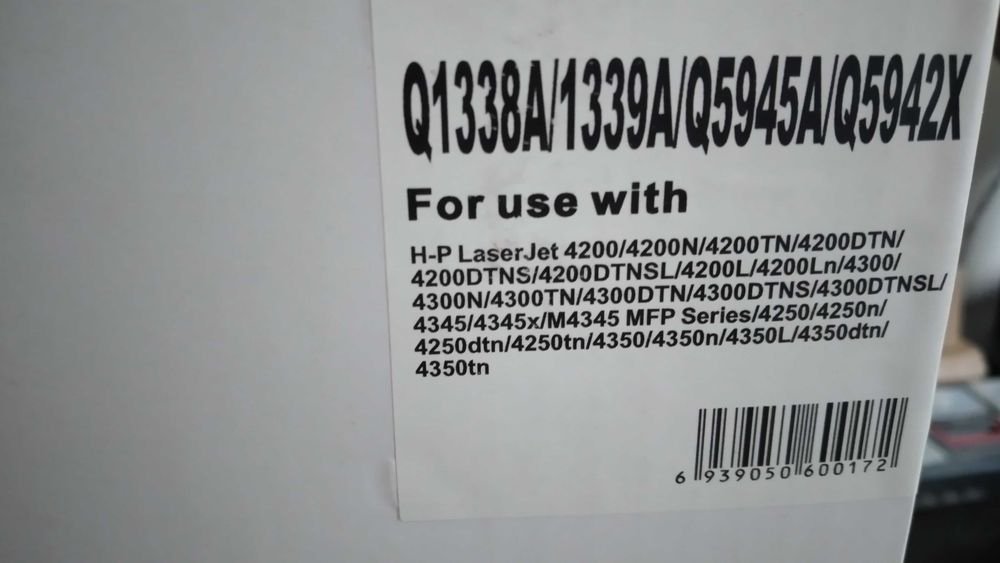 Q1338A/1339A/Q5945A/Q5942X
For use with
H-P LaserJet 4200/4200N/4200TN/4200DTN/
4200DTNS/4200DTNSL/4200L/4200Ln/4300/
4300N/4300TN/4300DTN/4300DTNS/4300DTNSL/
4345/4345x/M4345 MFP Series/4250/4250n/
4250dtn/4250tn/4350/4350n/4350L/4350dtn/
4350tn
6 939050 600172